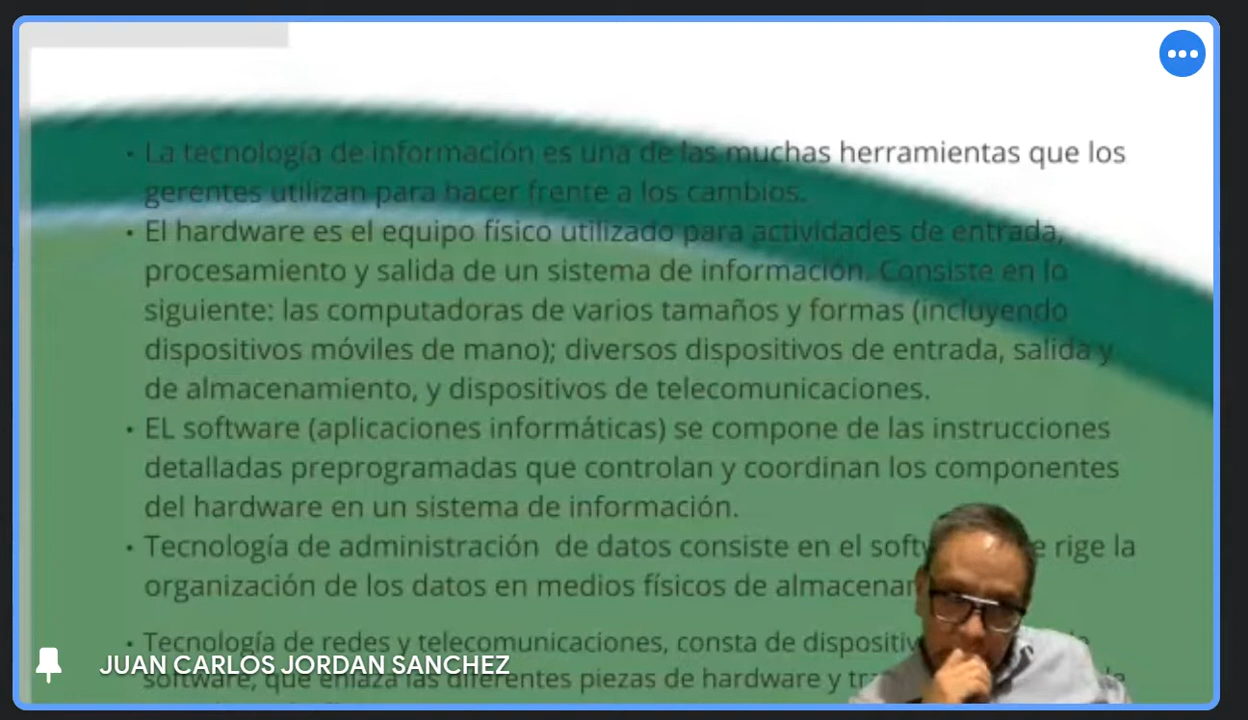 • La tecnología de información es una de las muchas herramientas que los
gerentes utilizan para hacer frente a los cambios.
• El hardware es el equipo físico utilizado para actividades de entrada,
procesamiento y salida de un sistema de información. Consiste en lo
siguiente: las computadoras de varios tamaños y formas (incluyendo
dispositivos móviles de mano); diversos dispositivos de entrada, salida y
de almacenamiento, y dispositivos de telecomunicaciones.
• EL software (aplicaciones informáticas) se compone de las instrucciones
detalladas preprogramadas que controlan y coordinan los componentes
del hardware en un sistema de información.
• Tecnología de administración de datos consiste en el rige la
organización de los datos en medios físicos de
• Tecnología de redes y telecomunicaciones, consta de
software, que enlaza las diferentes piezas de hardware y
JUAN CARLOS JORDAN SANCHEZ